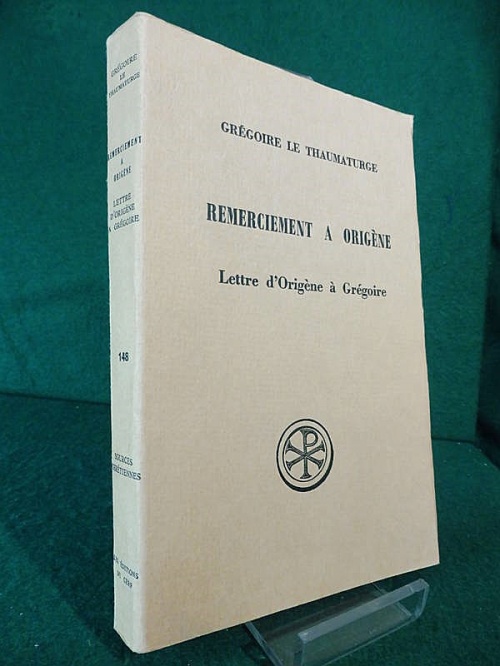 GRÉGOIRE
LE
THAUMATURGE
REMERCIEMENT
A
ORIGÈNE
LETTRE
D'ORIGÈNE
A GRÉGOIRE
148
SOURCES
CHRÉTIENNES
LES ÉDITIONS
DU CERF
GRÉGOIRE LE THAUMATURGE
REMERCIEMENT A ORIGÈNE
Lettre d'Origène à Grégoire